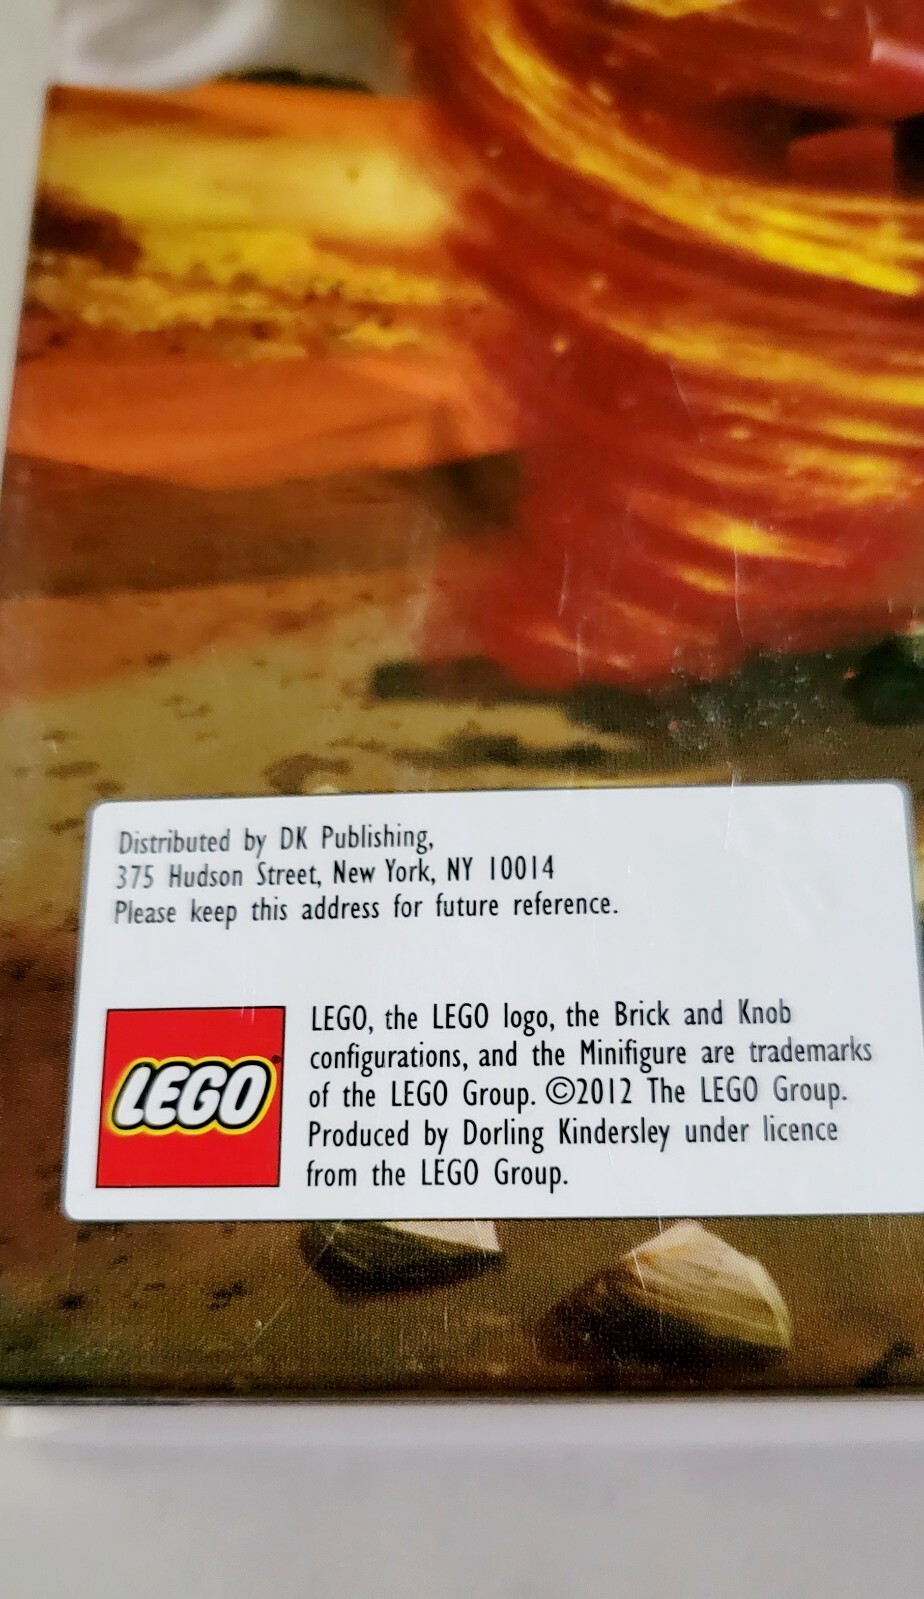 Distributed by DK Publishing,
375 Hudson Street, New York, NY 10014
Please keep this address for future reference.
LEGO®
LEGO, the LEGO logo, the Brick and Knob
configurations, and the Minifigure are trademarks
of the LEGO Group. ©2012 The LEGO Group.
Produced by Dorling Kindersley under licence
from the LEGO Group.